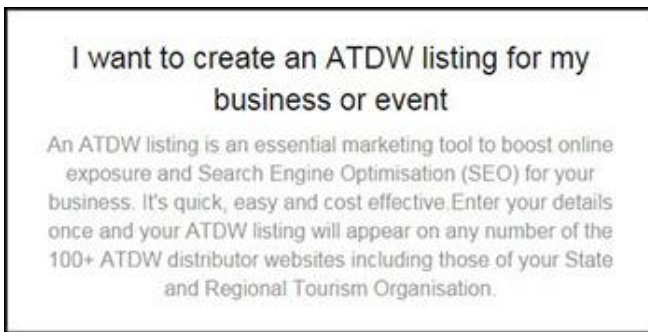 I want to create an ATDW listing for my
business or event
An ATDW listing is an essential marketing tool to boost online
exposure and Search Engine Optimisation (SEO) for your
business. It's quick, easy and cost effective.Enter your details
once and your ATDW listing will appear on any number of the
100+ ATDW distributor websites including those of your State
and Regional Tourism Organisation.